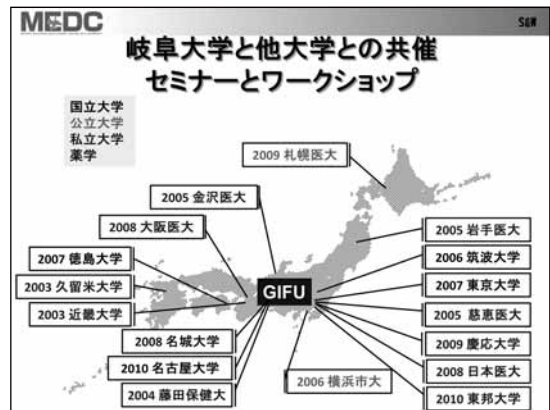 MEDC
S&W
岐阜大学と他大学との共催
セミナーとワークショップ
国立大学
公立大学
私立大学
薬学
2009 札幌医大
2005 金沢医大
2008 大阪医大
2007 徳島大学
2003 久留米大学
2003 近畿大学
2008 名城大学
2010 名古屋大学
2004 藤田保健大
GIFU
2006 横浜市大
2005 岩手医大
2006 筑波大学
2007 東京大学
2005 慈恵医大
2009 慶応大学
2008 日本医大
2010 東邦大学